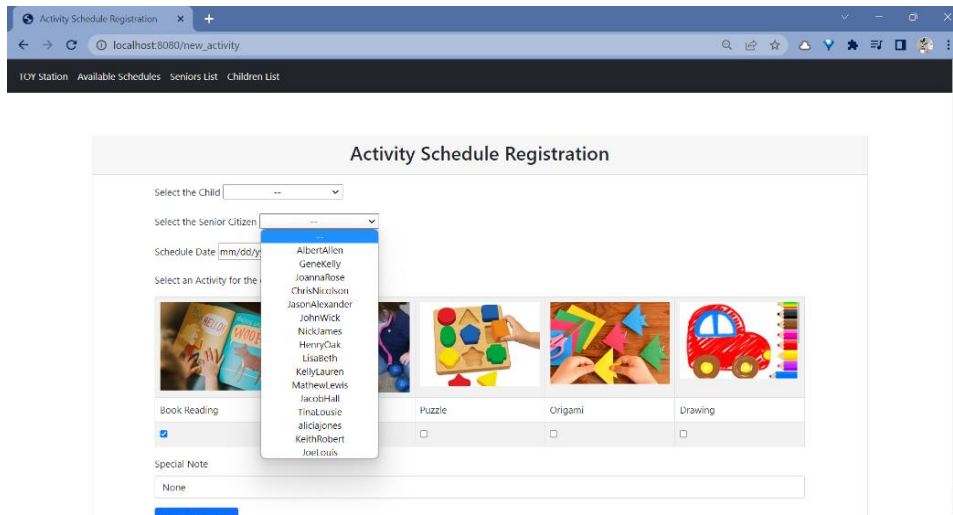 Activity Schedule Registration
localhost:8080/new_activity
TOY Station Available Schedules Seniors List Children List
Activity Schedule Registration
Select the Child --
Select the Senior Citizen --
--
Schedule Date mm/dd/y
AlbertAllen
GeneKelly
JoannaRose
Select an Activity for the
ChrisNicolson
JasonAlexander
JohnWick
NickJames
HenryOak
LisaBeth
KellyLauren
MathewLewis
JacobHall
TinaLousie
aliciajones
KeithRobert
JoeLouis
HELLO
WOOF
Book Reading Puzzle Origami Drawing
Special Note
None